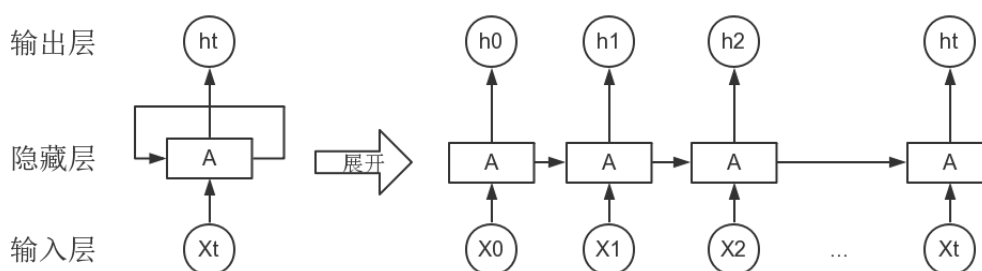 输出层 ht h0 h1 h2 ht
隐藏层 A 展开 A A A A
输入层 Xt X0 X1 X2 ... Xt